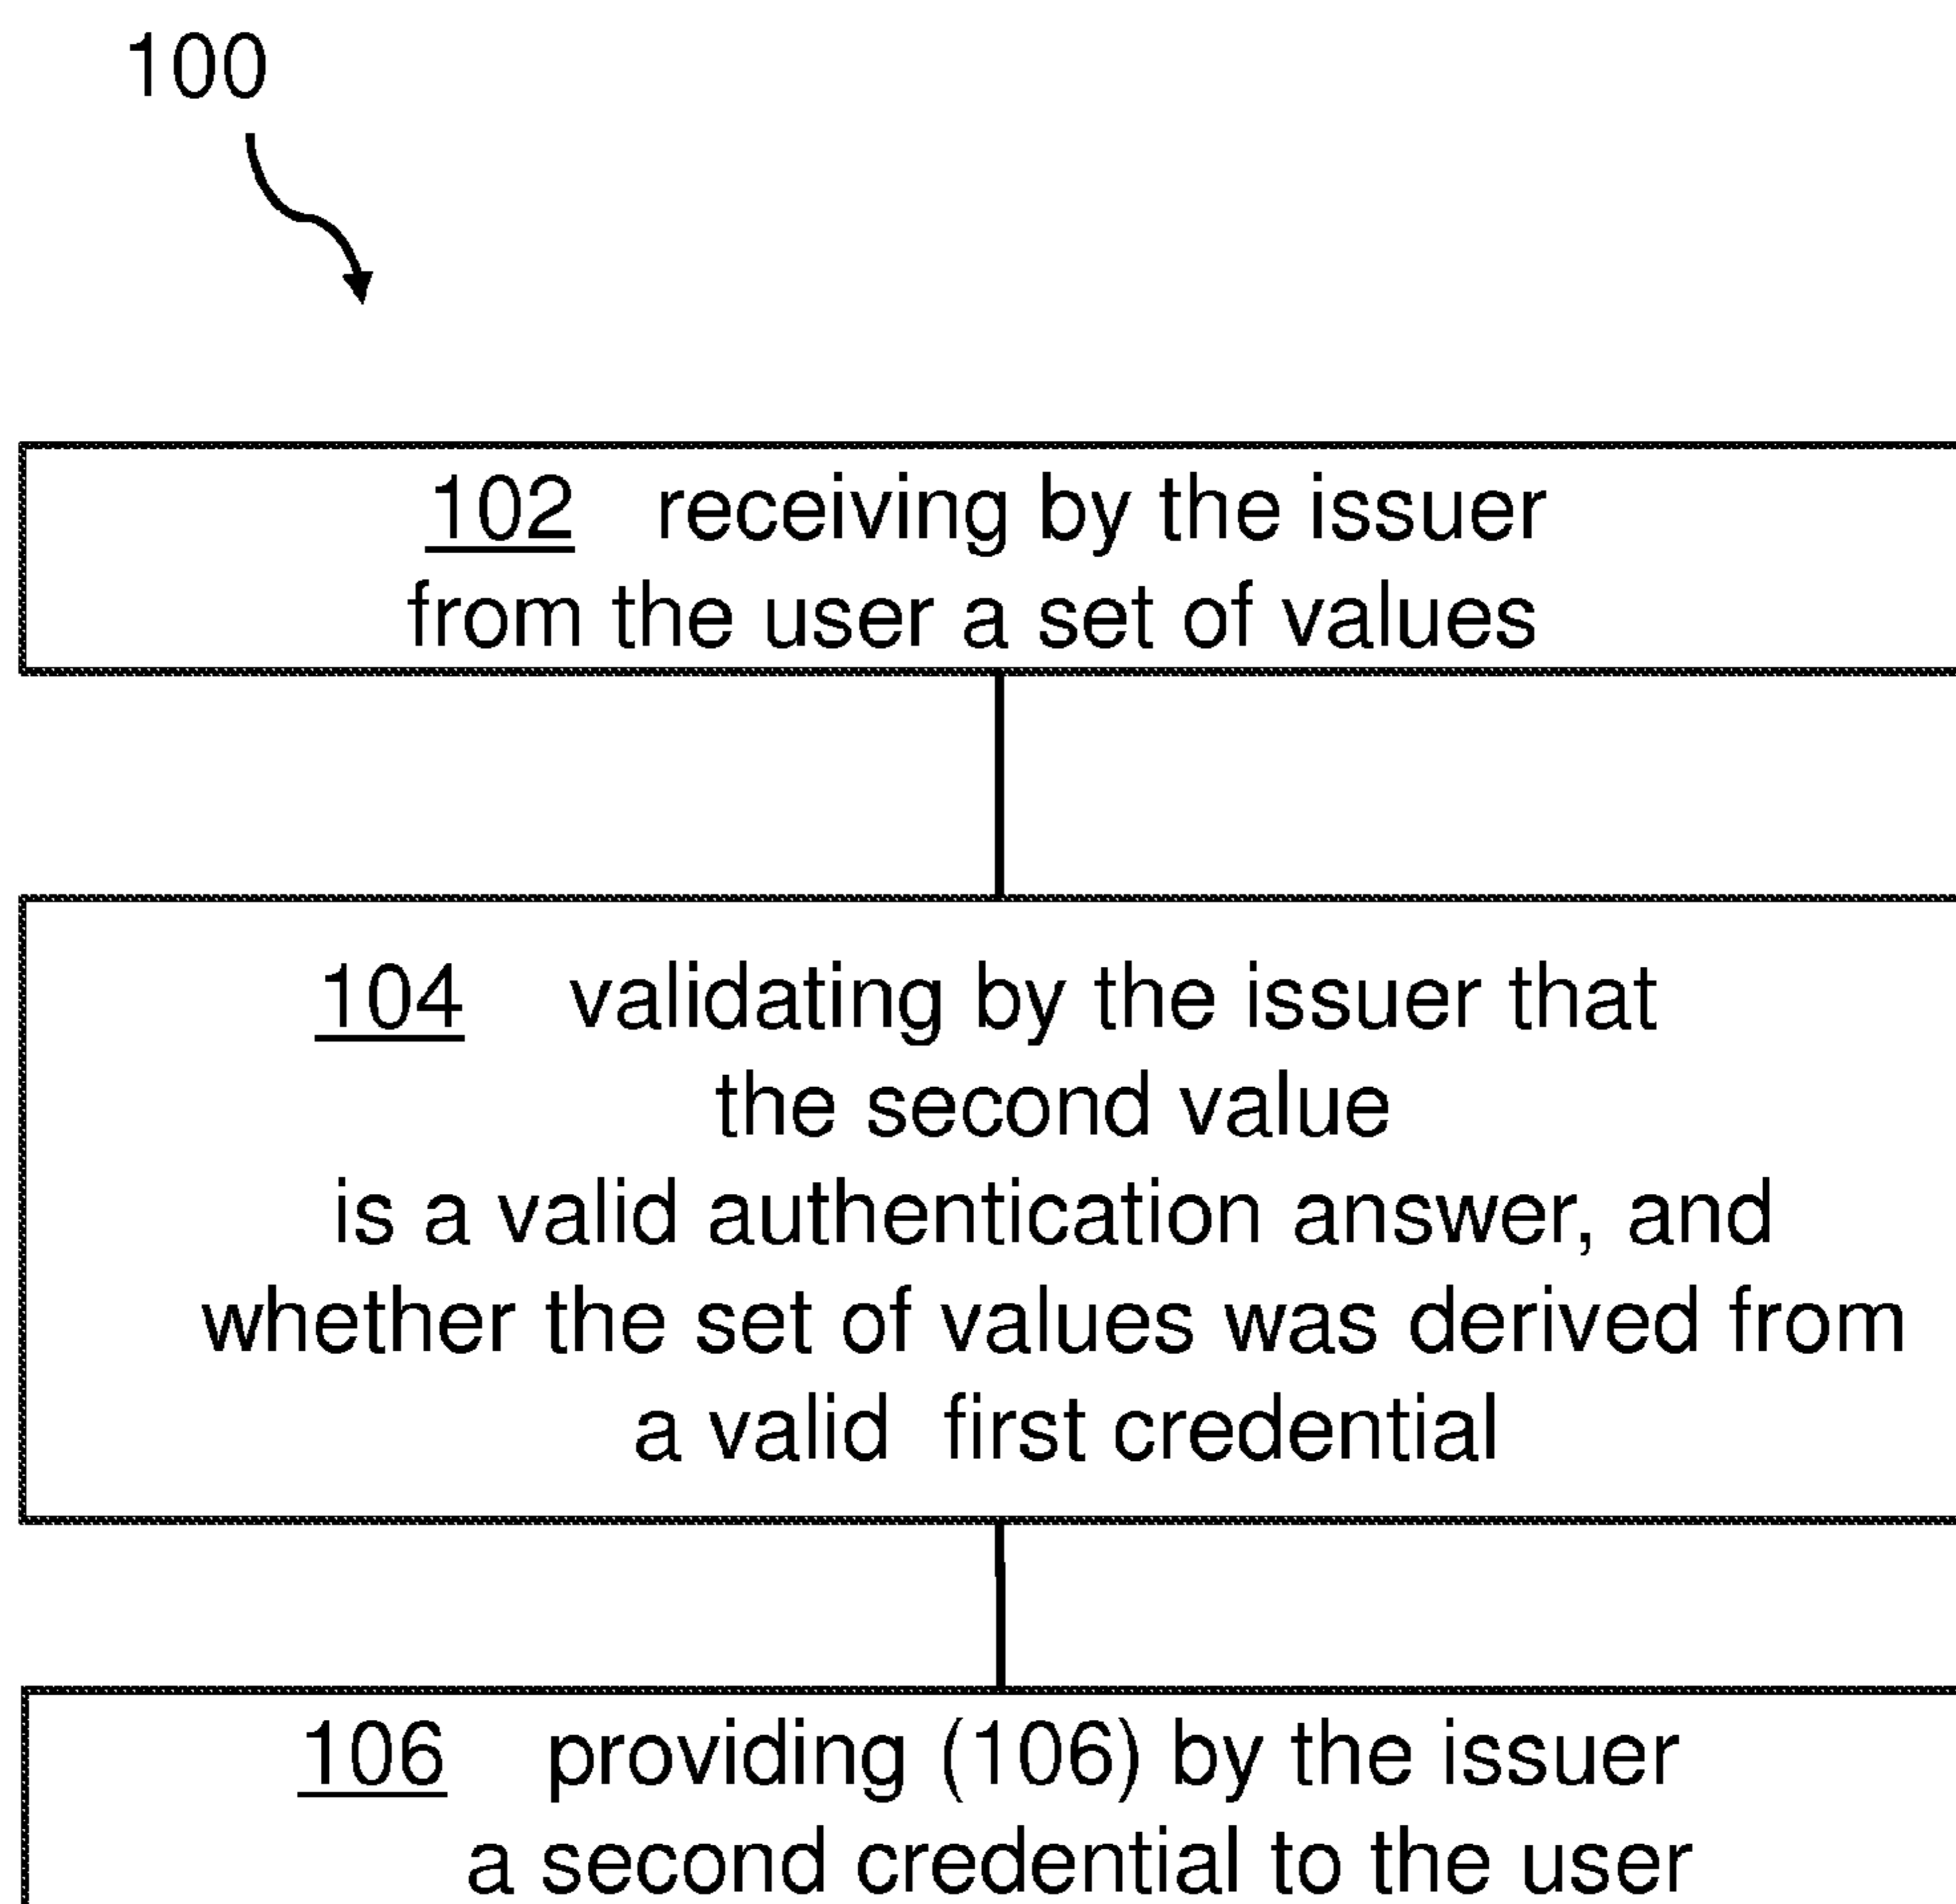 100
102 receiving by the issuer
from the user a set of values
104 validating by the issuer that
the second value
is a valid authentication answer, and
whether the set of values was derived from
a valid first credential
106 providing (106) by the issuer
a second credential to the user